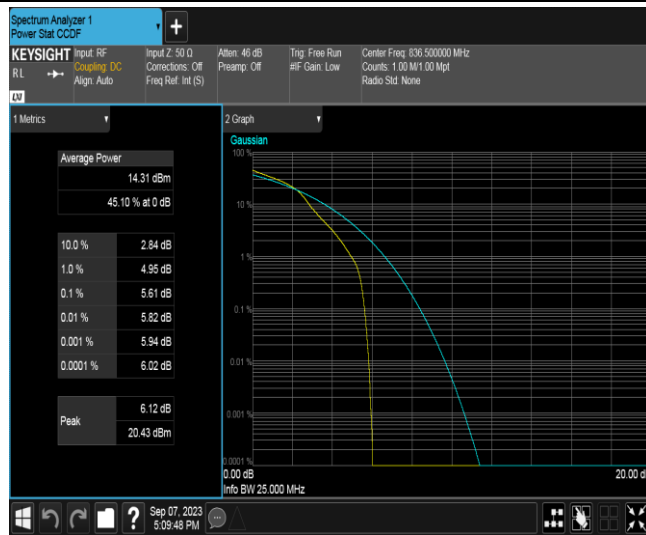 Spectrum Analyzer 1
Power Stat CCDF
+
KEYSIGHT
RL
Input: RF
Coupling: DC
Align: Auto
Input Z: 50 Ω
Corrections: Off
Freq Ref: Int (S)
Atten: 46 dB
Preamp: Off
Trig: Free Run
#IF Gain: Low
Center Freq: 836.500000 MHz
Counts: 1.00 M/1.00 Mpt
Radio Std: None
LXI
1 Metrics
Average Power
14.31 dBm
45.10 % at 0 dB
10.0 % 2.84 dB
1.0 % 4.95 dB
0.1 % 5.61 dB
0.01 % 5.82 dB
0.001 % 5.94 dB
0.0001 % 6.02 dB
Peak
6.12 dB
20.43 dBm
2 Graph
Gaussian
100 %
10 %
1 %
0.1 %
0.01 %
0.001 %
0.0001 %
0.00 dB
20.00 d
Info BW 25.000 MHz
?
Sep 07, 2023
5:09:48 PM